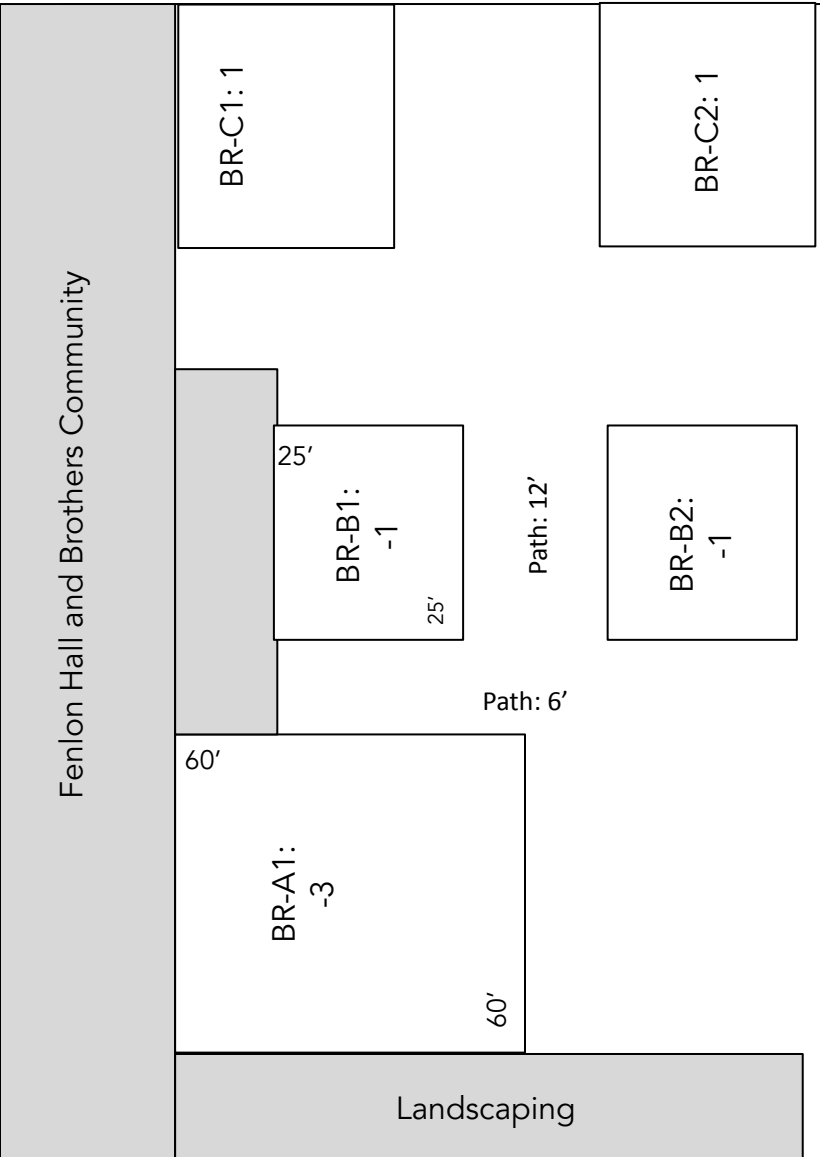 BR-C1: 1
BR-C2: 1
Fenlon Hall and Brothers Community
25′
BR-B1:
-1
25′
Path: 12′
BR-B2:
-1
Path: 6′
60′
BR-A1:
-3
60′
Landscaping